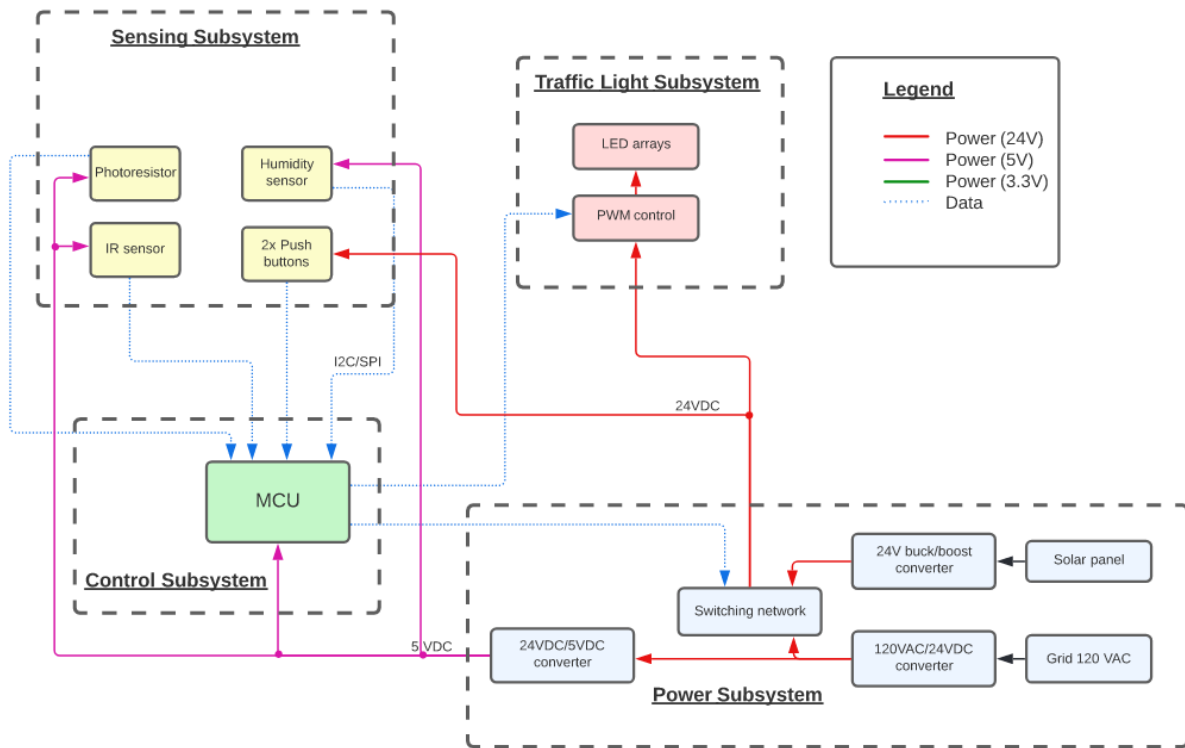 Sensing Subsystem
Photoresistor
Humidity
sensor
IR sensor
2x Push
buttons
Traffic Light Subsystem
LED arrays
PWM control
Legend
Power (24V)
Power (5V)
Power (3.3V)
Data
I2C/SPI
24VDC
MCU
Control Subsystem
5 VDC
24V buck/boost
converter
Solar panel
Switching network
24VDC/5VDC
converter
120VAC/24VDC
converter
Grid 120 VAC
Power Subsystem